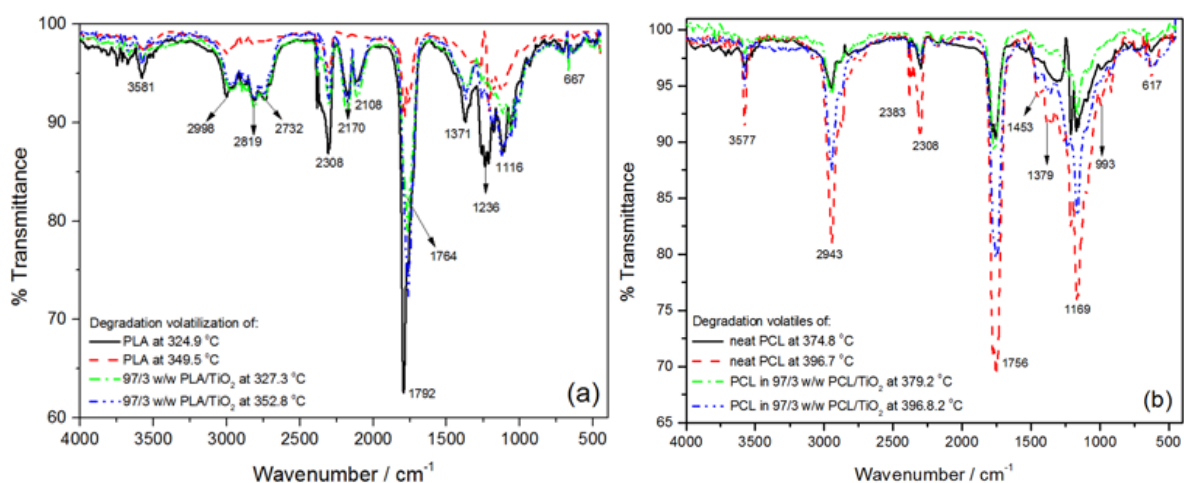 100
95
90
85
80
75
70
65
60
% Transmittance
3581
2998
2819
2732
2308
2170
2108
1792
1764
1371
1236
1116
667
Degradation volatilization of:
PLA at 324.9 °C
PLA at 349.5 °C
97/3 w/w PLA/TiO₂ at 327.3 °C
97/3 w/w PLA/TiO₂ at 352.8 °C
(a)
4000 3500 3000 2500 2000 1500 1000 500
Wavenumber / cm⁻¹
100
95
90
85
80
75
70
65
% Transmittance
3577
2943
2383
2308
1756
1453
1379
1169
993
617
Degradation volatiles of:
neat PCL at 374.8 °C
neat PCL at 396.7 °C
PCL in 97/3 w/w PCL/TiO₂ at 379.2 °C
PCL in 97/3 w/w PCL/TiO₂ at 396.8.2 °C
(b)
4000 3500 3000 2500 2000 1500 1000 500
Wavenumber / cm⁻¹